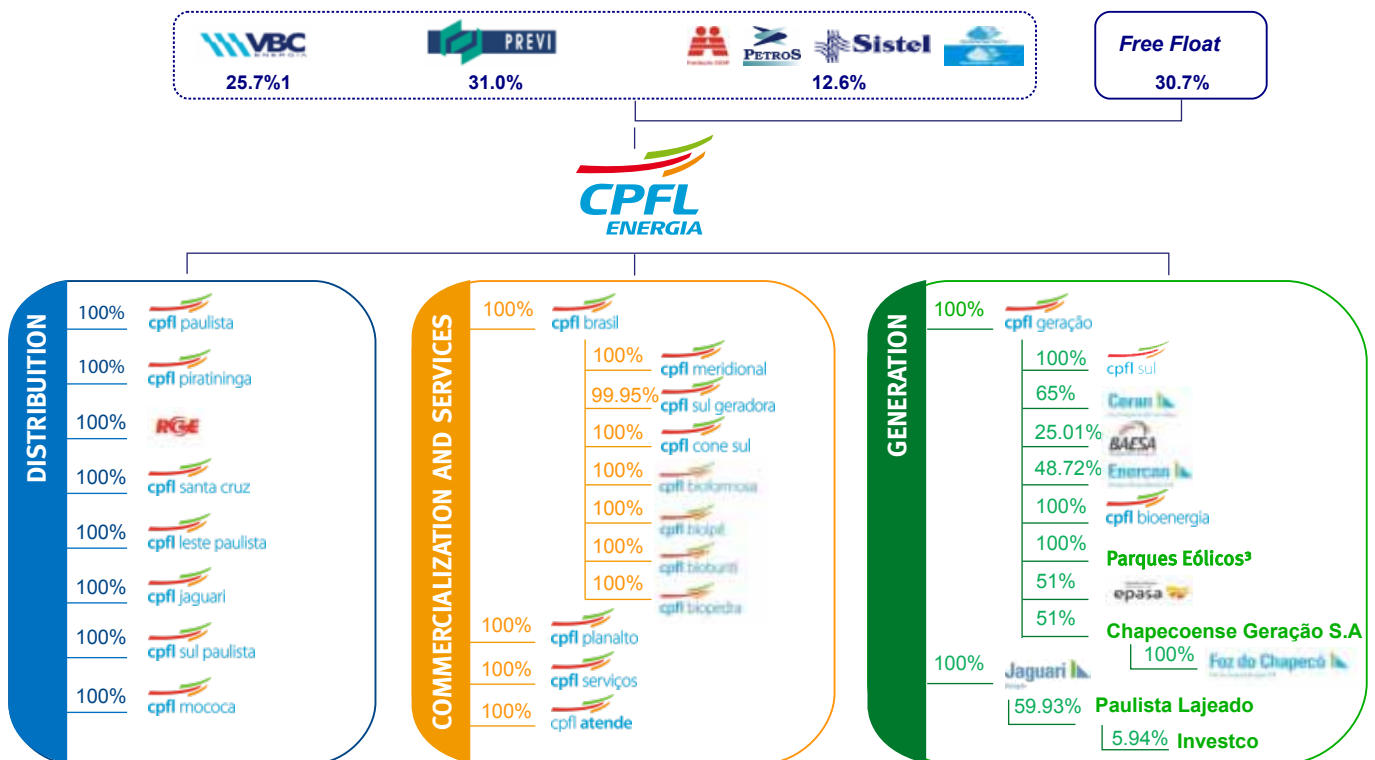 VBC
ENERGIA
25.7%1
PREVI
31.0%
PETROS
Sistel
12.6%
Free Float
30.7%
CPFL
ENERGIA
DISTRIBUITION
100%
cpfl paulista
100%
cpfl piratininga
100%
RGE
100%
cpfl santa cruz
100%
cpfl leste paulista
100%
cpfl jaguari
100%
cpfl sul paulista
100%
cpfl mococa
COMMERCIALIZATION AND SERVICES
100%
cpfl brasil
100%
cpfl meridional
99.95%
cpfl sul geradora
100%
cpfl cone sul
100%
cpfl bioformosa
100%
cpfl bioipê
100%
cpfl bioburiti
100%
cpfl biopedra
100%
cpfl planalto
100%
cpfl serviços
100%
cpfl atende
GENERATION
100%
cpfl geração
100%
cpfl sul
65%
Ceran
25.01%
BAESA
48.72%
Enercan
100%
cpfl bioenergia
100%
Parques Eólicos³
51%
epasa
51%
Chapecoense Geração S.A
100%
Foz do Chapecó
100%
Jaguari
59.93%
Paulista Lajeado
5.94%
Investco